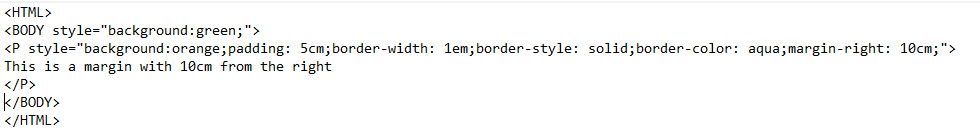 <HTML>
<BODY style="background:green;">
<P style="background:orange;padding: 5cm;border-width: 1em;border-style: solid;border-color: aqua;margin-right: 10cm;">
This is a margin with 10cm from the right
</P>
</BODY>
</HTML>